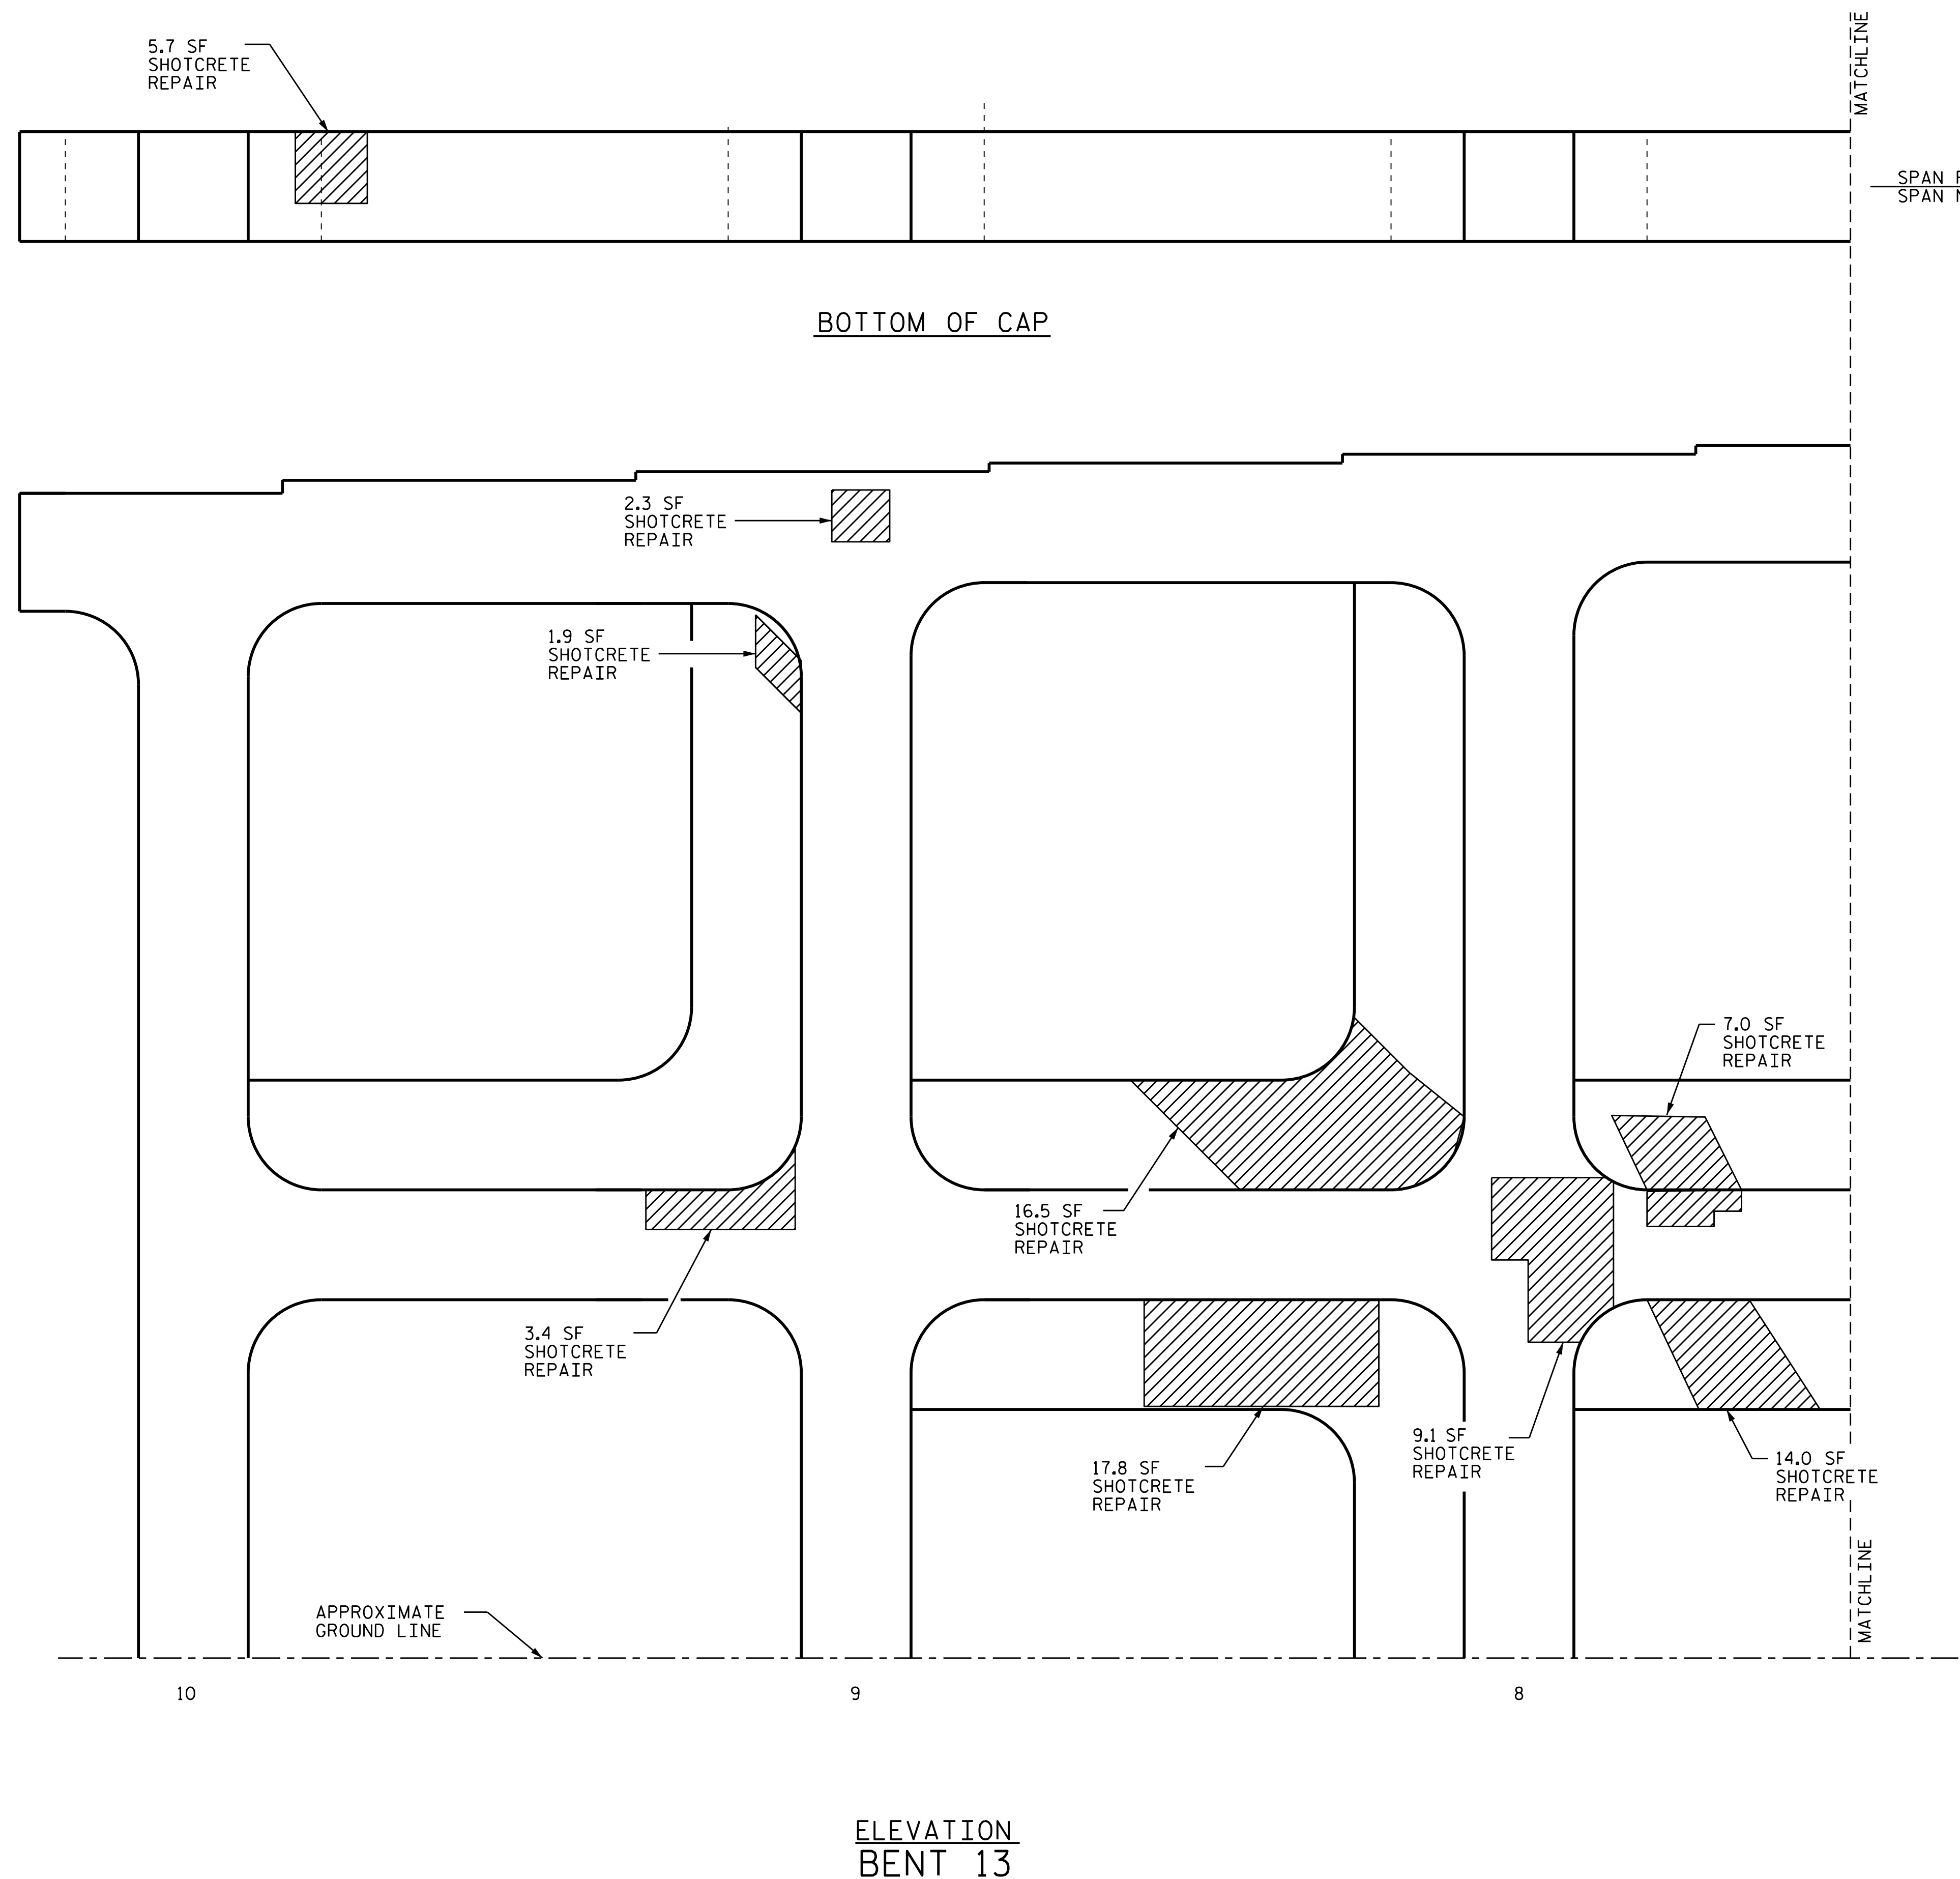 MATCHLINE
5.7 SF
SHOTCRETE
REPAIR
SPAN
SPAN
BOTTOM OF CAP
2.3 SF
SHOTCRETE
REPAIR
1.9 SF
SHOTCRETE
REPAIR
7.0 SF
SHOTCRETE
REPAIR
16.5 SF
SHOTCRETE
REPAIR
3.4 SF
SHOTCRETE
REPAIR
9.1 SF
SHOTCRETE
REPAIR
17.8 SF
SHOTCRETE
REPAIR
14.0 SF
SHOTCRETE
REPAIR
MATCHLINE
APPROXIMATE
GROUND LINE
10
9
8
ELEVATION
BENT 13